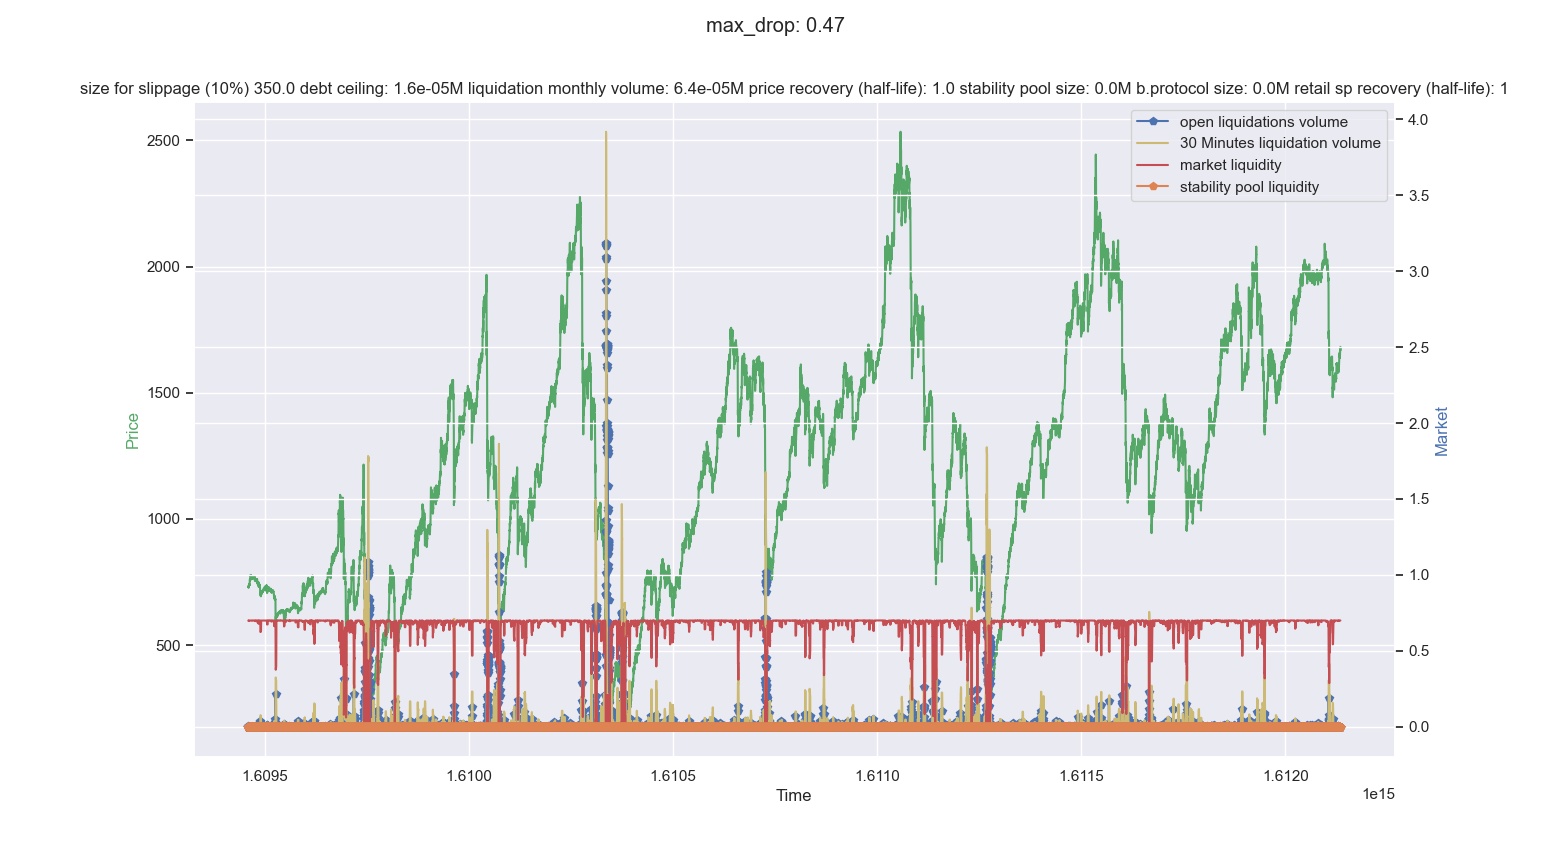 max_drop: 0.47
size for slippage (10%) 350.0 debt ceiling: 1.6e-05M liquidation monthly volume: 6.4e-05M price recovery (half-life): 1.0 stability pool size: 0.0M b.protocol size: 0.0M retail sp recovery (half-life): 1
open liquidations volume
30 Minutes liquidation volume
market liquidity
stability pool liquidity
2500
2000
1500
1000
500
Price
4.0
3.5
3.0
2.5
2.0
1.5
1.0
0.5
0.0
Market
1.6095 1.6100 1.6105 1.6110 1.6115 1.6120
1e15
Time